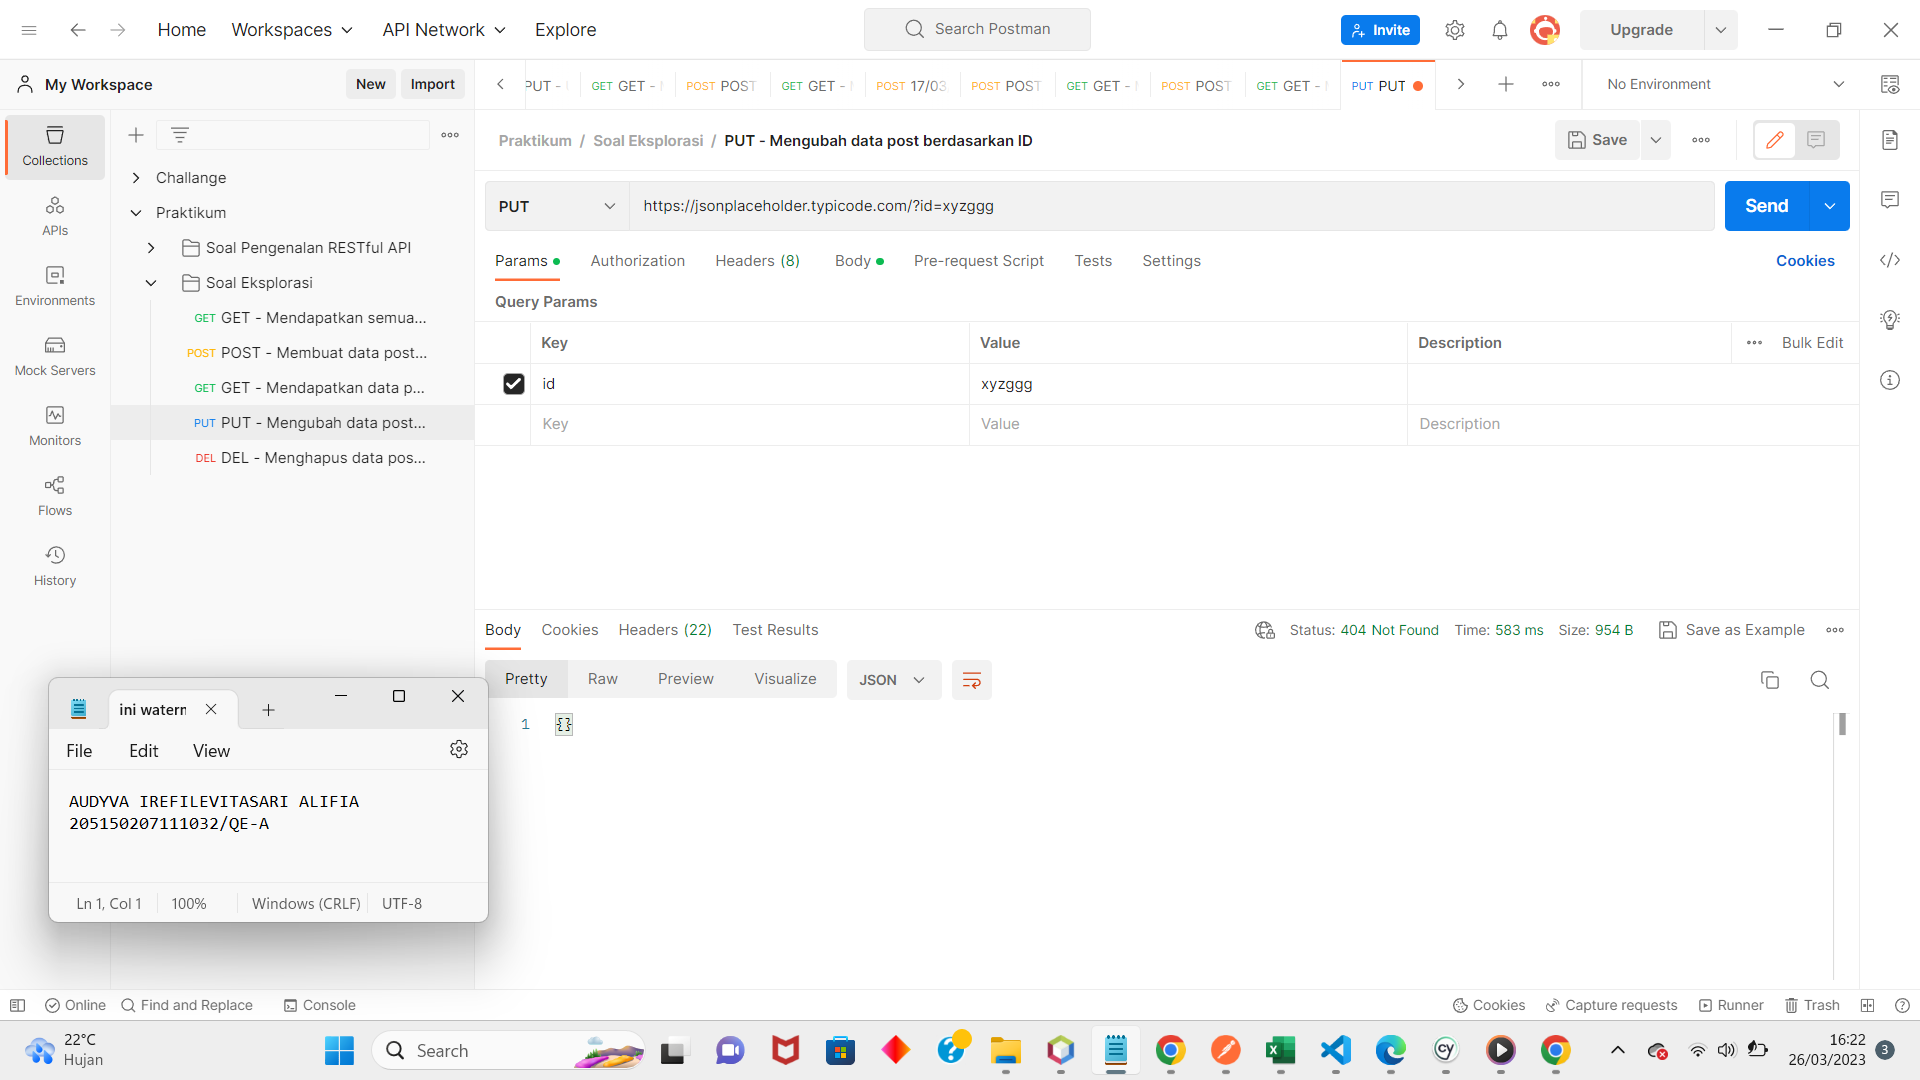 Home
Workspaces
API Network
Explore
Search Postman
Invite
Upgrade
My Workspace
New
Import
PUT -
GET GET -
POST POST
GET GET -
POST 17/03
POST POST
GET GET -
POST POST
GET GET -
PUT PUT
No Environment
Collections
APIs
Environments
Mock Servers
Monitors
Flows
History
Challange
Praktikum
Soal Pengenalan RESTful API
Soal Eksplorasi
GET GET - Mendapatkan semua...
POST POST - Membuat data post...
GET GET - Mendapatkan data p...
PUT PUT - Mengubah data post...
DEL DEL - Menghapus data pos...
Praktikum / Soal Eksplorasi / PUT - Mengubah data post berdasarkan ID
Save
PUT
https://jsonplaceholder.typicode.com/?id=xyzggg
Send
Params
Authorization
Headers (8)
Body
Pre-request Script
Tests
Settings
Cookies
Query Params
Key Value Description Bulk Edit
id xyzggg
Key Value Description
Body
Cookies
Headers (22)
Test Results
Status: 404 Not Found
Time: 583 ms
Size: 954 B
Save as Example
Pretty
Raw
Preview
Visualize
JSON
1 {}
ini watern
File
Edit
View
AUDYVA IREFILEVITASARI ALIFIA
205150207111032/QE-A
Ln 1, Col 1
100%
Windows (CRLF)
UTF-8
Online
Find and Replace
Console
Cookies
Capture requests
Runner
Trash
22°C
Hujan
Search
cy
16:22
26/03/2023
3